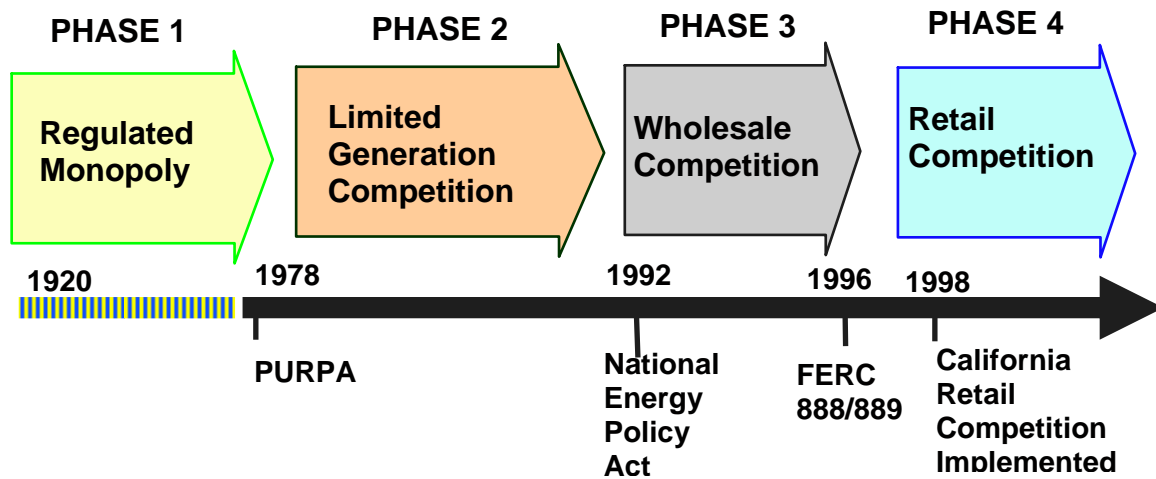 PHASE 1
PHASE 2
PHASE 3
PHASE 4
Regulated
Monopoly
Limited
Generation
Competition
Wholesale
Competition
Retail
Competition
1920
1978
1992
1996
1998
PURPA
National
Energy
Policy
Act
FERC
888/889
California
Retail
Competition
Implemented